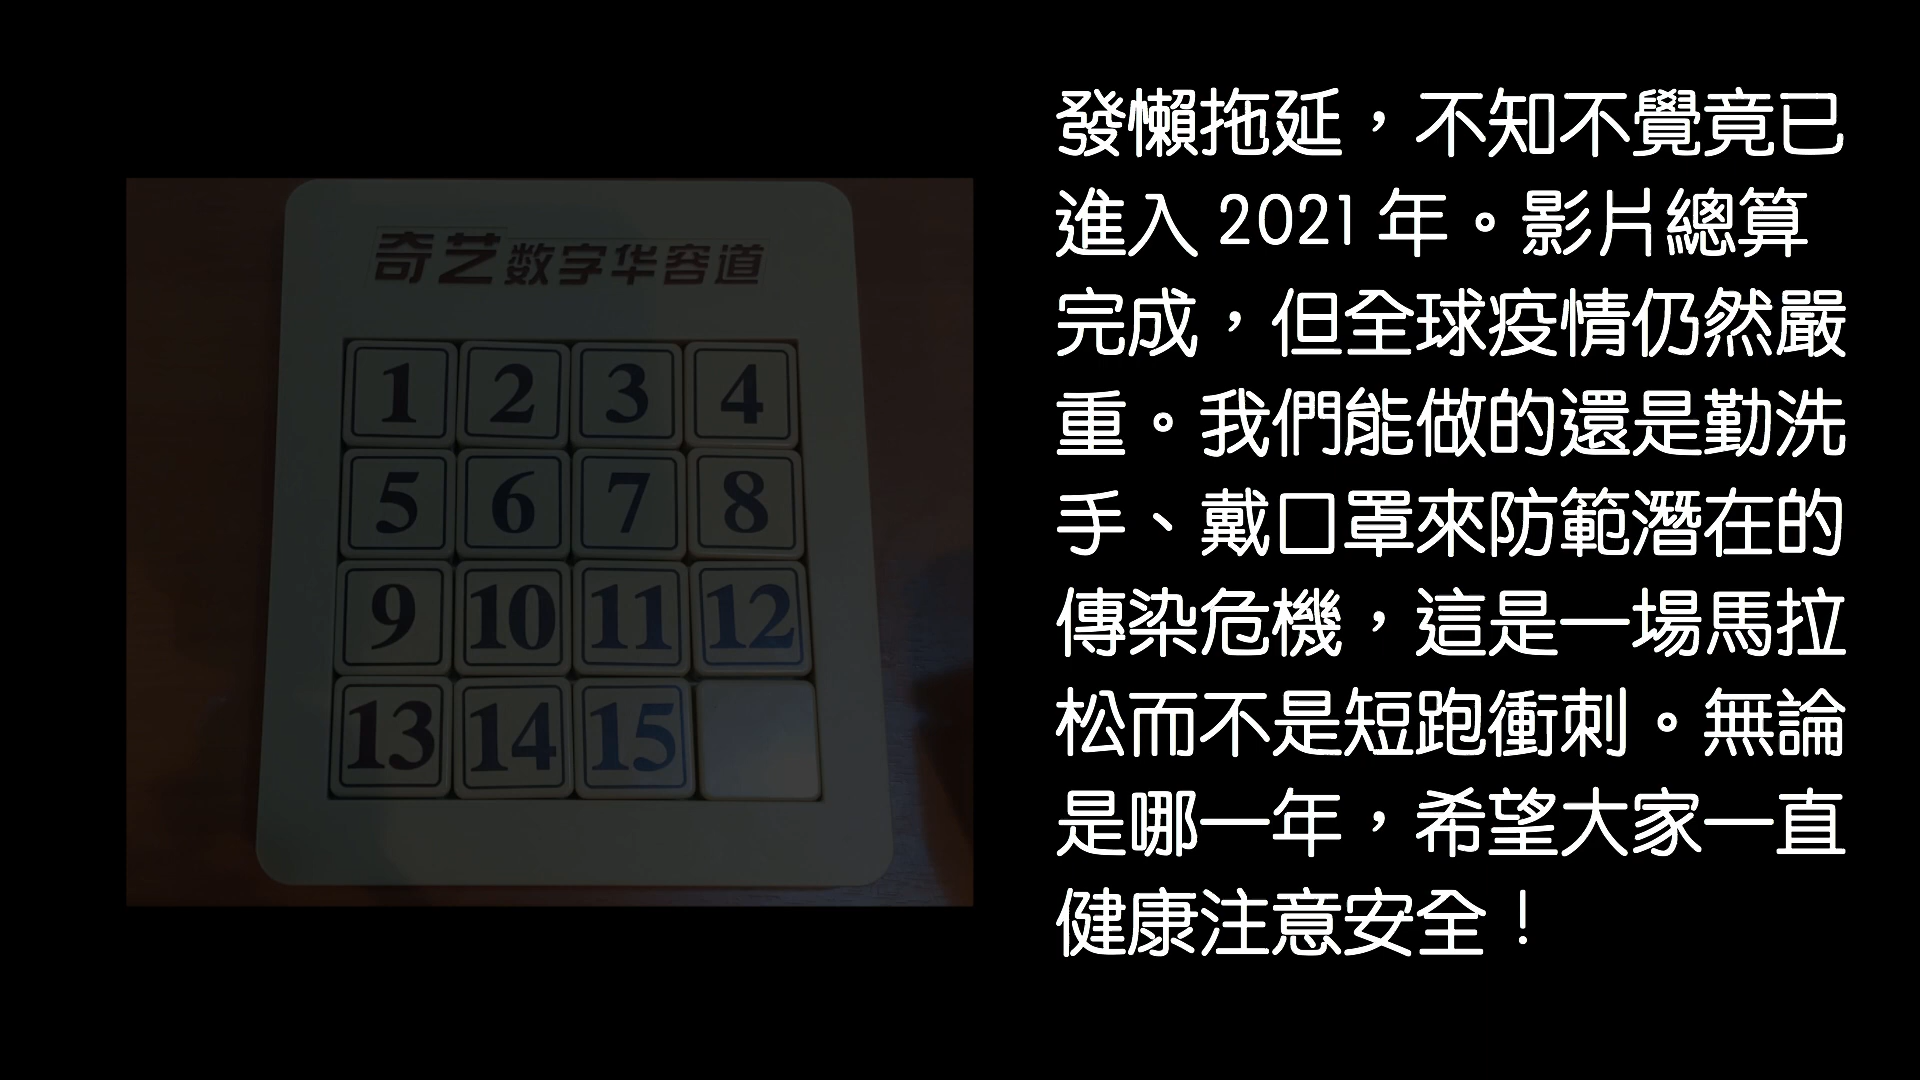 奇艺数字华容道
1 2 3 4
5 6 7 8
9 10 11 12
13 14 15
發懶拖延，不知不覺竟已
進入 2021 年。影片總算
完成，但全球疫情仍然嚴
重。我們能做的還是勤洗
手、戴口罩來防範潛在的
傳染危機，這是一場馬拉
松而不是短跑衝刺。無論
是哪一年，希望大家一直
健康注意安全！